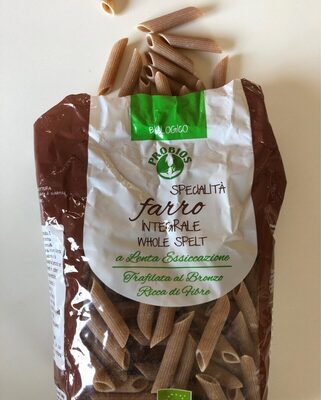 BIOLOGICO
PROBIOS
SPECIALITÀ
farro
INTEGRALE
WHOLE SPELT
a Lenta Essiccazione
Trafilata al Bronzo
Ricca di Fibre